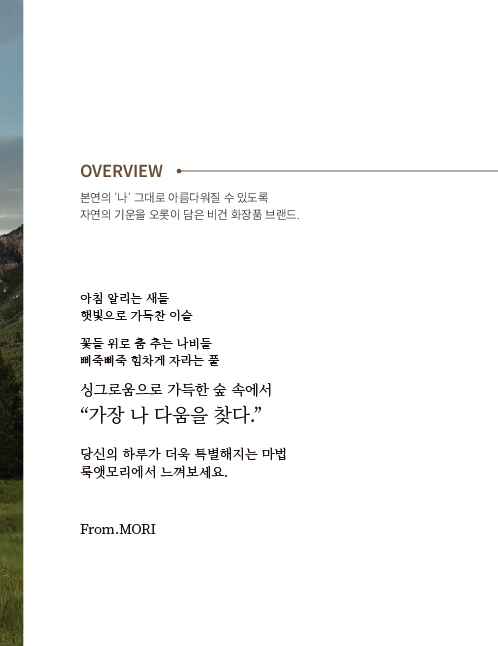 OVERVIEW
본연의 '나' 그대로 아름다워질 수 있도록
자연의 기운을 오롯이 담은 비건 화장품 브랜드.
아침 알리는 새들
햇빛으로 가득찬 이슬
꽃들 위로 춤 추는 나비들
삐죽삐죽 힘차게 자라는 풀
싱그로움으로 가득한 숲 속에서
“가장 나 다움을 찾다.”
당신의 하루가 더욱 특별해지는 마법
룩앳모리에서 느껴보세요.
From.MORI